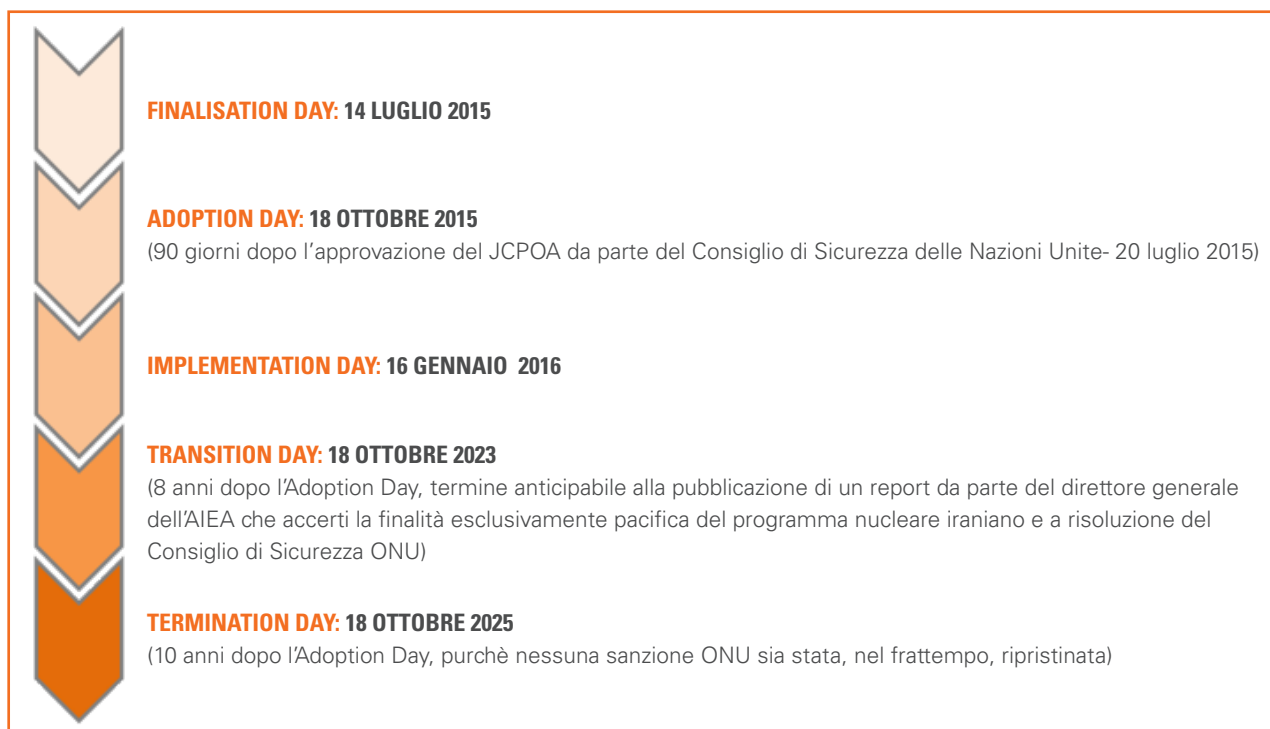 FINALISATION DAY: 14 LUGLIO 2015
ADOPTION DAY: 18 OTTOBRE 2015
(90 giorni dopo l'approvazione del JCPOA da parte del Consiglio di Sicurezza delle Nazioni Unite- 20 luglio 2015)
IMPLEMENTATION DAY: 16 GENNAIO  2016
TRANSITION DAY: 18 OTTOBRE 2023
(8 anni dopo l'Adoption Day, termine anticipabile alla pubblicazione di un report da parte del direttore generale
dell'AIEA che accerti la finalità esclusivamente pacifica del programma nucleare iraniano e a risoluzione del
Consiglio di Sicurezza ONU)
TERMINATION DAY: 18 OTTOBRE 2025
(10 anni dopo l'Adoption Day, purchè nessuna sanzione ONU sia stata, nel frattempo, ripristinata)